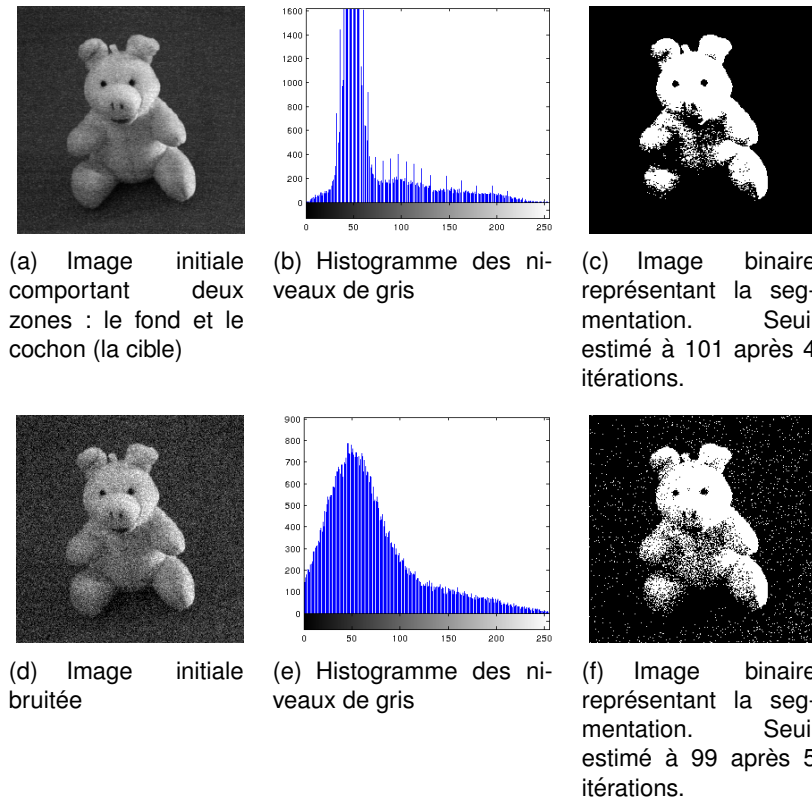 1600
1400
1200
1000
800
600
400
200
0
0 50 100 150 200 250
(a) Image initiale
comportant deux
zones : le fond et le
cochon (la cible)
(b) Histogramme des ni-
veaux de gris
(c) Image binaire
représentant la seg-
mentation. Seui
estimé à 101 après 4
itérations.
900
800
700
600
500
400
300
200
100
0
0 50 100 150 200 250
(d) Image initiale
bruitée
(e) Histogramme des ni-
veaux de gris
(f) Image binaire
représentant la seg-
mentation. Seui
estimé à 99 après 5
itérations.